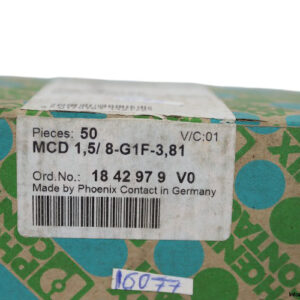 Pieces: 50 V/C:01
MCD 1,5/ 8-G1F-3,81
Ord.No.: 18 42 97 9 V0
Made by Phoenix Contact in Germany
16077